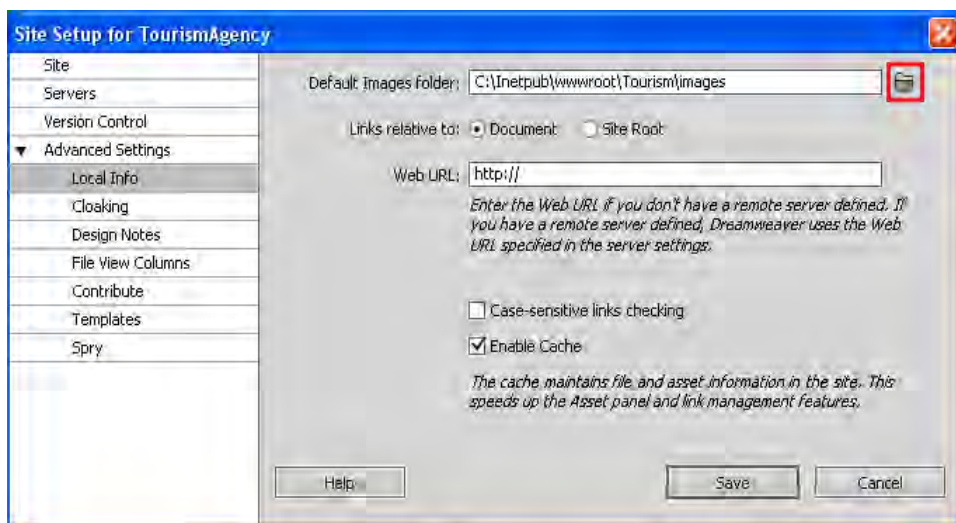 Site Setup for TourismAgency
Site
Servers
Version Control
Advanced Settings
Local Info
Cloaking
Design Notes
File View Columns
Contribute
Templates
Spry
Default Images folder: C:\Inetpub\wwwroot\Tourism\images
Links relative to: Document Site Root
Web URL: http://
Enter the Web URL if you don't have a remote server defined. If
you have a remote server defined, Dreamweaver uses the Web
URL specified in the server settings.
Case-sensitive links checking
Enable Cache
The cache maintains file and asset information in the site. This
speeds up the Asset panel and link management features.
Help Save Cancel